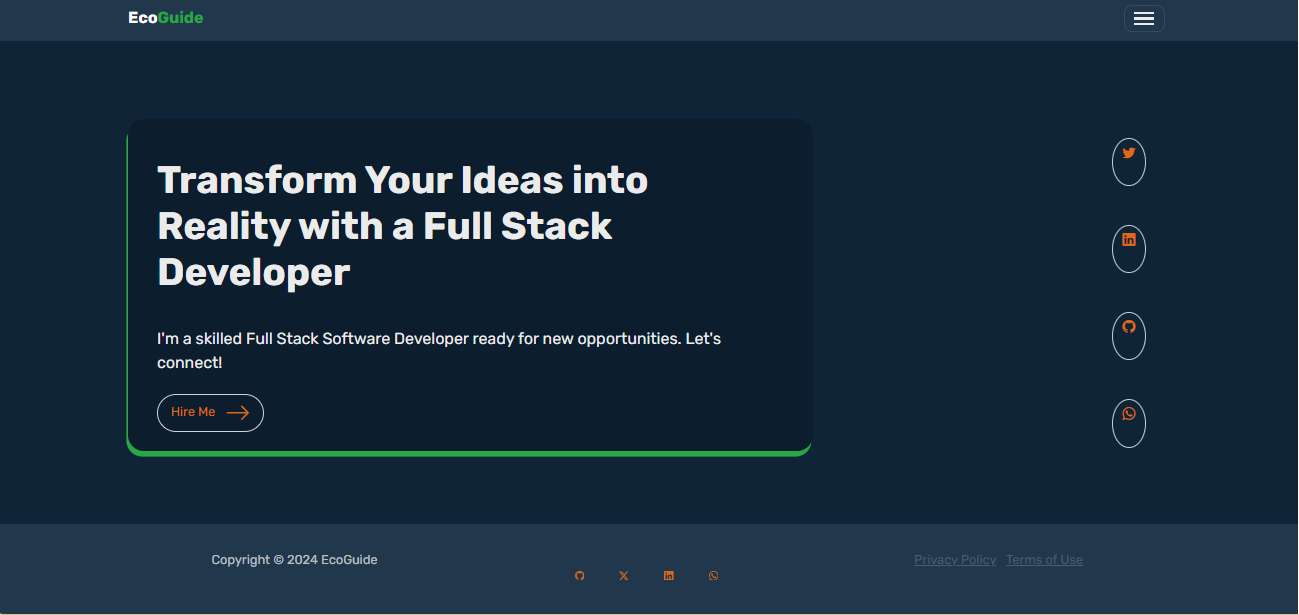 EcoGuide
Transform Your Ideas into
Reality with a Full Stack
Developer
I'm a skilled Full Stack Software Developer ready for new opportunities. Let's
connect!
Hire Me
Copyright © 2024 EcoGuide
Privacy Policy Terms of Use